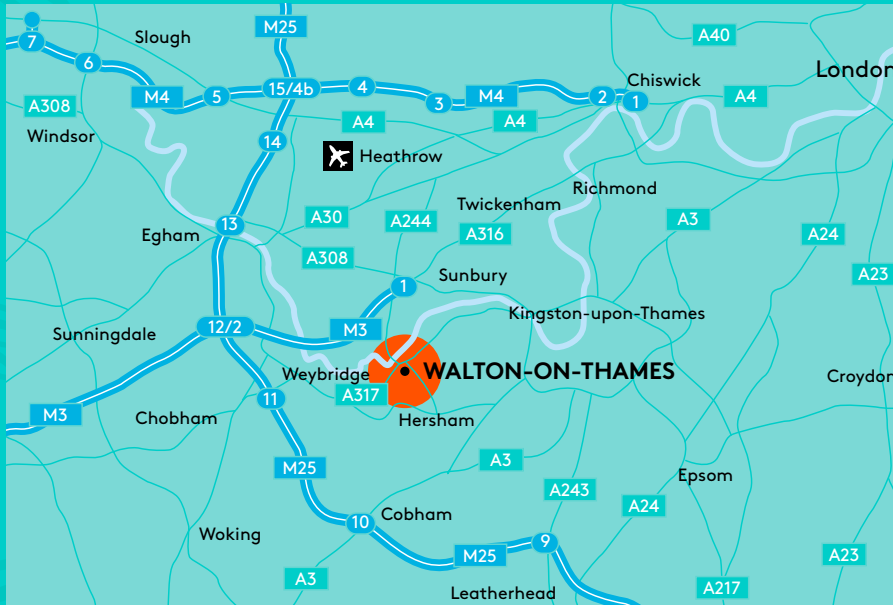 M25
Slough
A40
7
6
Chiswick
London
M4
5
15/4b
4
3
M4
2
1
A4
A308
Windsor
A4
A4
14
Heathrow
Richmond
Twickenham
A30
A244
A3
13
Egham
A316
A24
A308
Sunbury
A23
1
Kingston-upon-Thames
12/2
M3
Sunningdale
Weybridge
WALTON-ON-THAMES
Croydon
A317
11
M3
Chobham
Hersham
A3
M25
Epsom
A243
A24
Cobham
10
Woking
9
M25
A23
A3
Leatherhead
A217